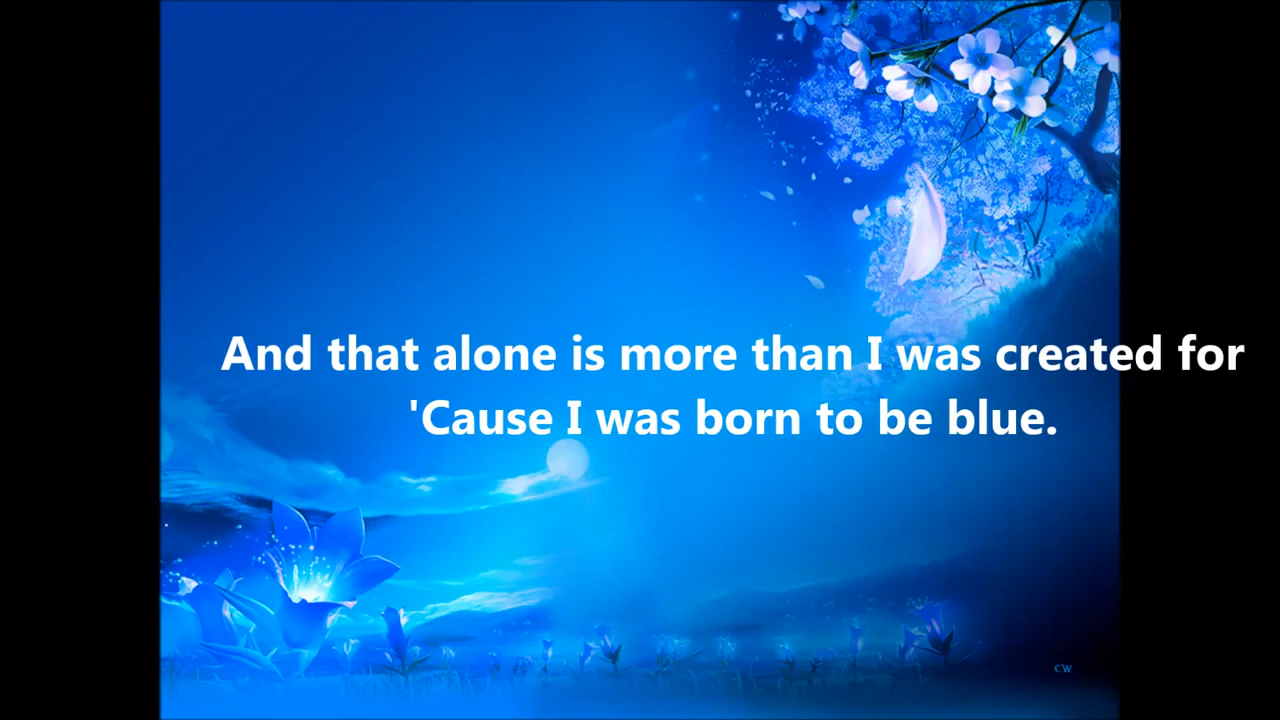 And that alone is more than I was created for
'Cause I was born to be blue.
CW